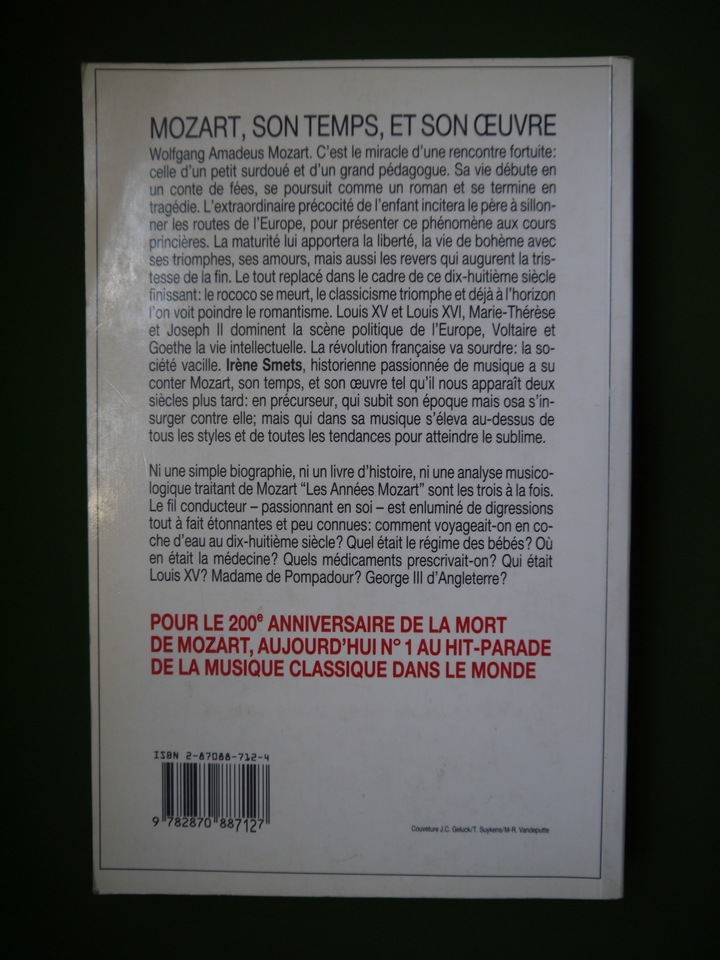 MOZART, SON TEMPS, ET SON ŒUVRE
Wolfgang Amadeus Mozart. C'est le miracle d'une rencontre fortuite:
celle d'un petit surdoué et d'un grand pédagogue. Sa vie débute en
un conte de fées, se poursuit comme un roman et se termine en
tragédie. L'extraordinaire précocité de l'enfant incitera le père à sillon-
ner les routes de l'Europe, pour présenter ce phénomène aux cours
princières. La maturité lui apportera la liberté, la vie de bohème avec
ses triomphes, ses amours, mais aussi les revers qui augurent la tris-
tesse de la fin. Le tout replacé dans le cadre de ce dix-huitième siècle
finissant: le rococo se meurt, le classicisme triomphe et déjà à l'horizon
l'on voit poindre le romantisme. Louis XV et Louis XVI, Marie-Thérèse
et Joseph II dominent la scène politique de l'Europe, Voltaire et
Goethe la vie intellectuelle. La révolution française va sourdre: la so-
ciété vacille. Irène Smets, historienne passionnée de musique a su
conter Mozart, son temps, et son œuvre tel qu'il nous apparaît deux
siècles plus tard: en précurseur, qui subit son époque mais osa s'in-
surger contre elle; mais qui dans sa musique s'éleva au-dessus de
tous les styles et de toutes les tendances pour atteindre le sublime.
Ni une simple biographie, ni un livre d'histoire, ni une analyse musico-
logique traitant de Mozart "Les Années Mozart" sont les trois à la fois.
Le fil conducteur – passionnant en soi – est enluminé de digressions
tout à fait étonnantes et peu connues: comment voyageait-on en co-
che d'eau au dix-huitième siècle? Quel était le régime des bébés? Où
en était la médecine? Quels médicaments prescrivait-on? Qui était
Louis XV? Madame de Pompadour? George III d'Angleterre?
POUR LE 200e ANNIVERSAIRE DE LA MORT
DE MOZART, AUJOURD'HUI N° 1 AU HIT-PARADE
DE LA MUSIQUE CLASSIQUE DANS LE MONDE
ISBN 2-87088-712-4
9 782870 887127
Couverture J.C. Geluck/T. Suykens/M-R. Vandeputte